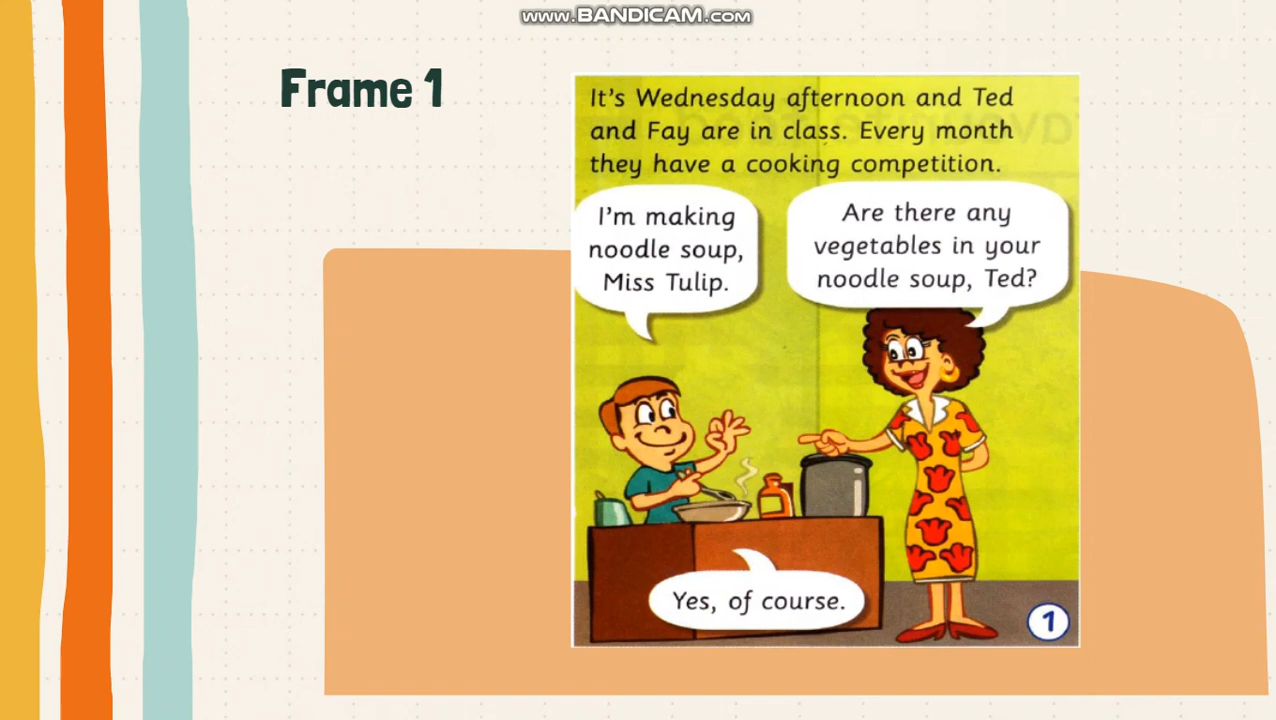 www.BANDICAM.com
Frame 1
It's Wednesday afternoon and Ted
and Fay are in class. Every month
they have a cooking competition.
I'm making
noodle soup,
Miss Tulip.
Are there any
vegetables in your
noodle soup, Ted?
Yes, of course.
1